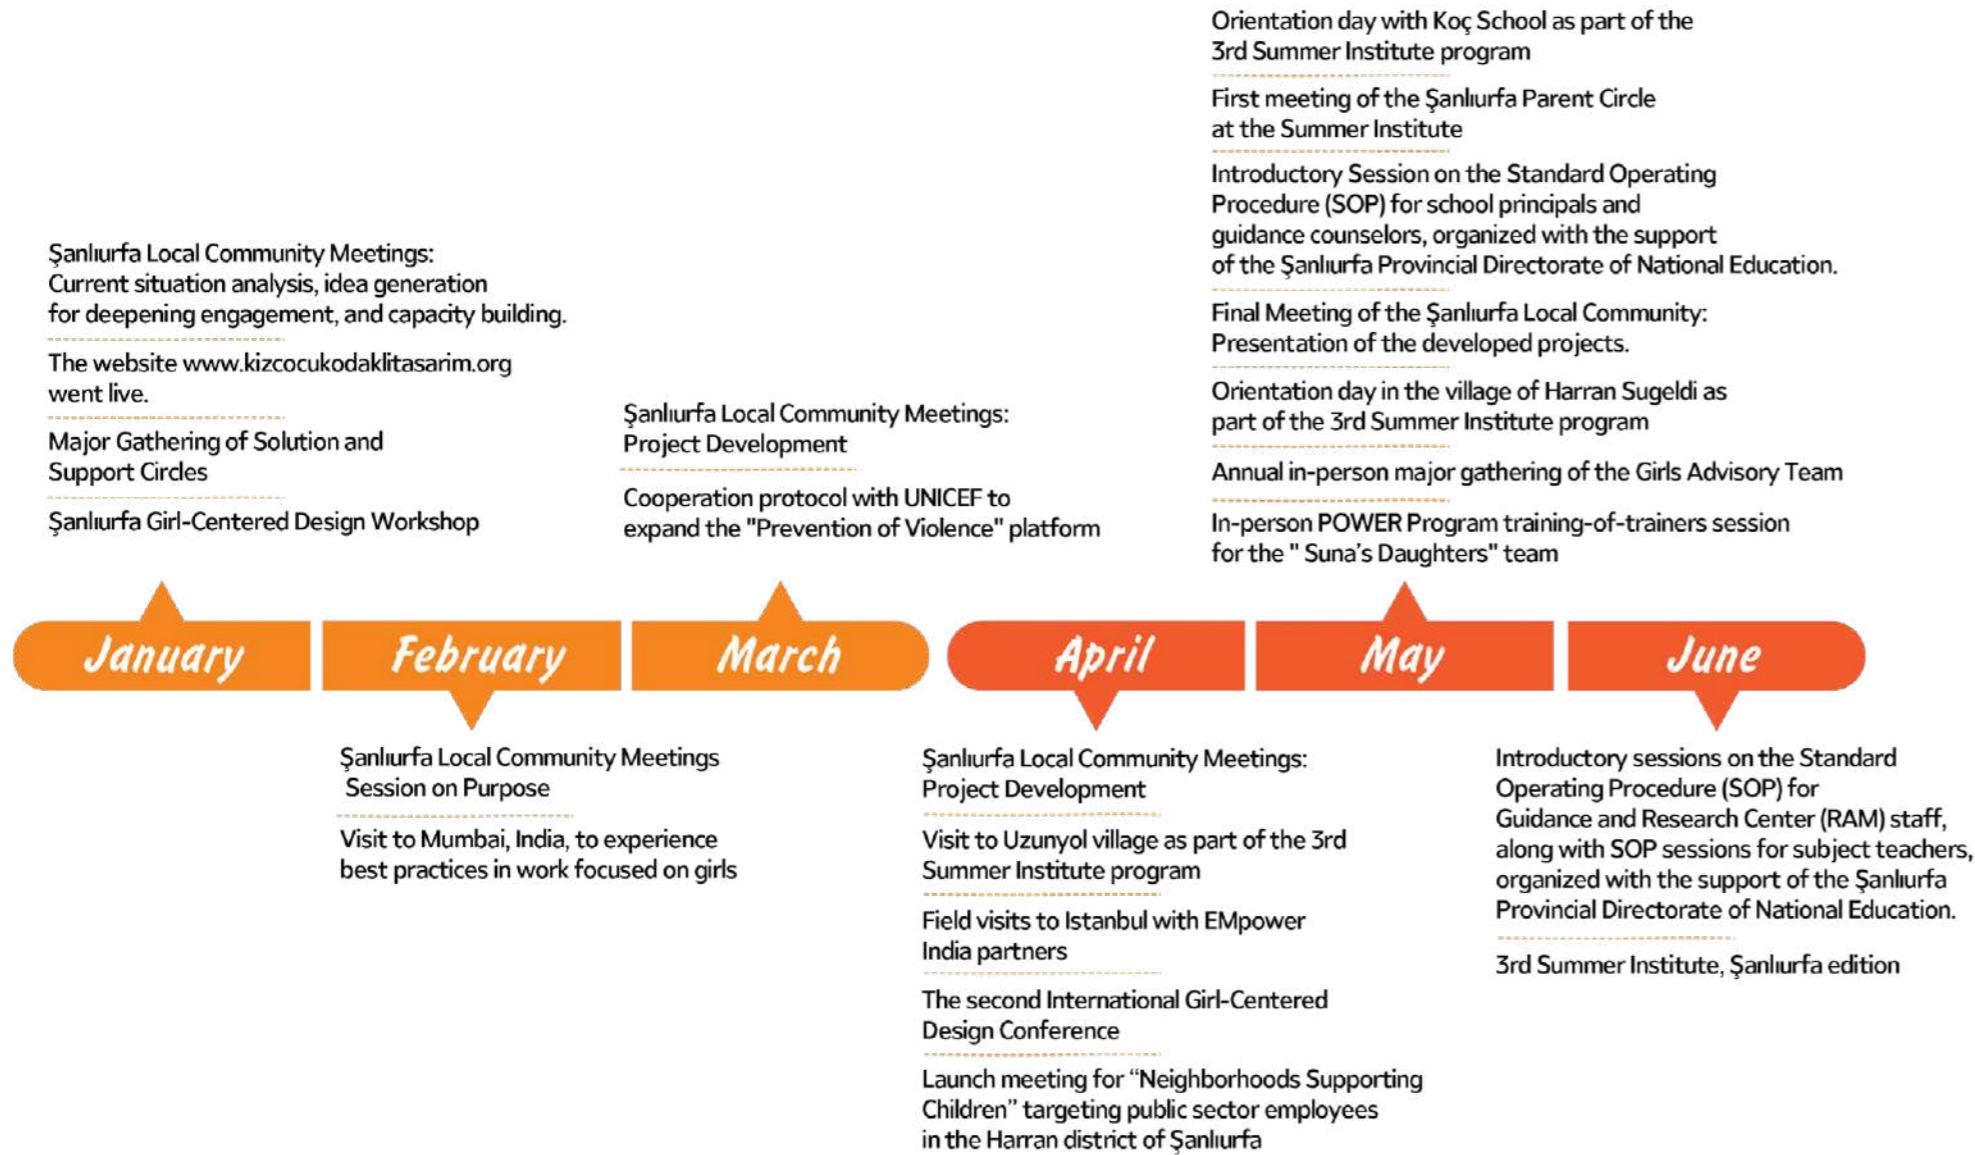 Şanlıurfa Local Community Meetings:
Current situation analysis, idea generation
for deepening engagement, and capacity building.
The website www.kizcocukodaklitasarim.org
went live.
Major Gathering of Solution and
Support Circles
Şanlıurfa Girl-Centered Design Workshop
January
Şanlıurfa Local Community Meetings
Session on Purpose
Visit to Mumbai, India, to experience
best practices in work focused on girls
February
Şanlıurfa Local Community Meetings:
Project Development
Cooperation protocol with UNICEF to
expand the "Prevention of Violence" platform
March
April
Şanlıurfa Local Community Meetings:
Project Development
Visit to Uzunyol village as part of the 3rd
Summer Institute program
Field visits to Istanbul with EMpower
India partners
The second International Girl-Centered
Design Conference
Launch meeting for “Neighborhoods Supporting
Children” targeting public sector employees
in the Harran district of Şanlıurfa
Orientation day with Koç School as part of the
3rd Summer Institute program
First meeting of the Şanlıurfa Parent Circle
at the Summer Institute
Introductory Session on the Standard Operating
Procedure (SOP) for school principals and
guidance counselors, organized with the support
of the Şanlıurfa Provincial Directorate of National Education.
Final Meeting of the Şanlıurfa Local Community:
Presentation of the developed projects.
Orientation day in the village of Harran Sugeldi as
part of the 3rd Summer Institute program
Annual in-person major gathering of the Girls Advisory Team
In-person POWER Program training-of-trainers session
for the " Suna’s Daughters" team
May
June
Introductory sessions on the Standard
Operating Procedure (SOP) for
Guidance and Research Center (RAM) staff,
along with SOP sessions for subject teachers,
organized with the support of the Şanlıurfa
Provincial Directorate of National Education.
3rd Summer Institute, Şanlıurfa edition